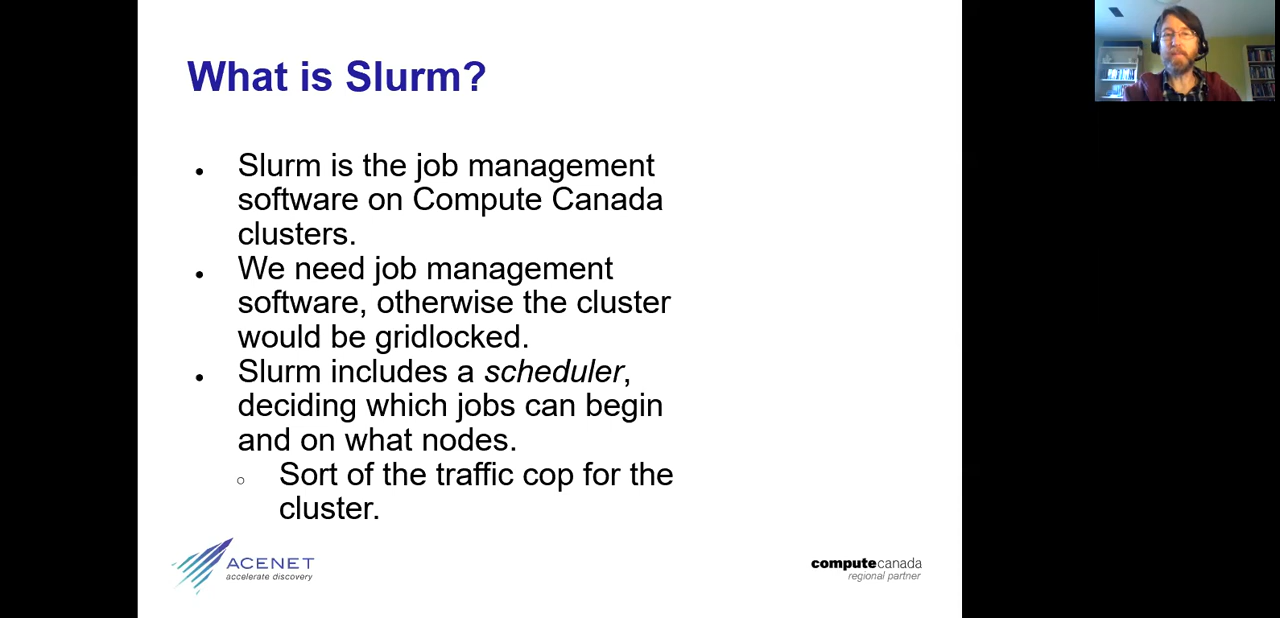 What is Slurm?
Slurm is the job management
software on Compute Canada
clusters.
We need job management
software, otherwise the cluster
would be gridlocked.
Slurm includes a scheduler,
deciding which jobs can begin
and on what nodes.
Sort of the traffic cop for the
cluster.
ACENET
accelerate discovery
computecanada
regional partner